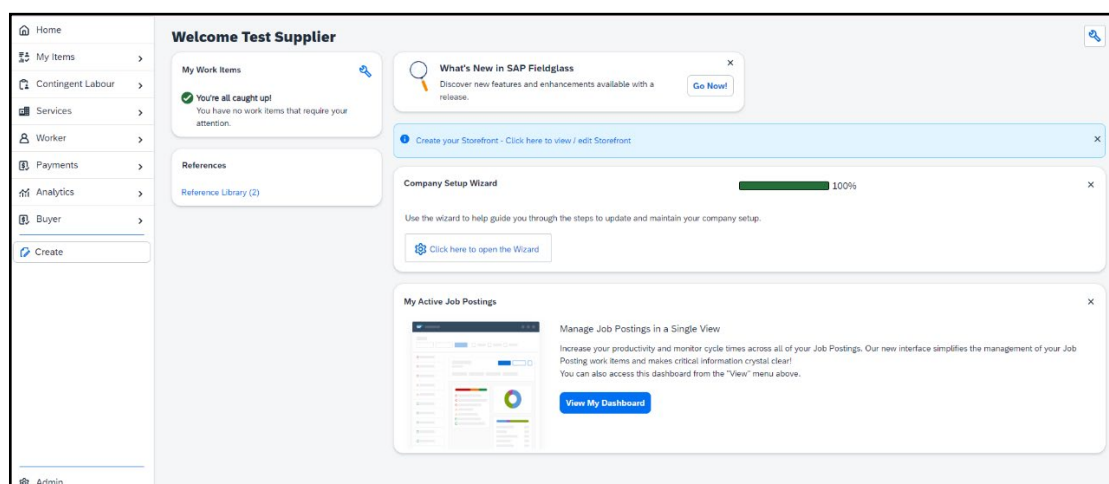 Home
My Items
Contingent Labour
Services
Worker
Payments
Analytics
Buyer
Create
Admin
Welcome Test Supplier
My Work Items
You're all caught up!
You have no work items that require your
attention.
References
Reference Library (2)
What's New in SAP Fieldglass
Discover new features and enhancements available with a
release.
Go Now!
Create your Storefront - Click here to view / edit Storefront
Company Setup Wizard
100%
Use the wizard to help guide you through the steps to update and maintain your company setup.
Click here to open the Wizard
My Active Job Postings
Manage Job Postings in a Single View
Increase your productivity and monitor cycle times across all of your Job Postings. Our new interface simplifies the management of your Job
Posting work items and makes critical information crystal clear!
You can also access this dashboard from the "View" menu above.
View My Dashboard